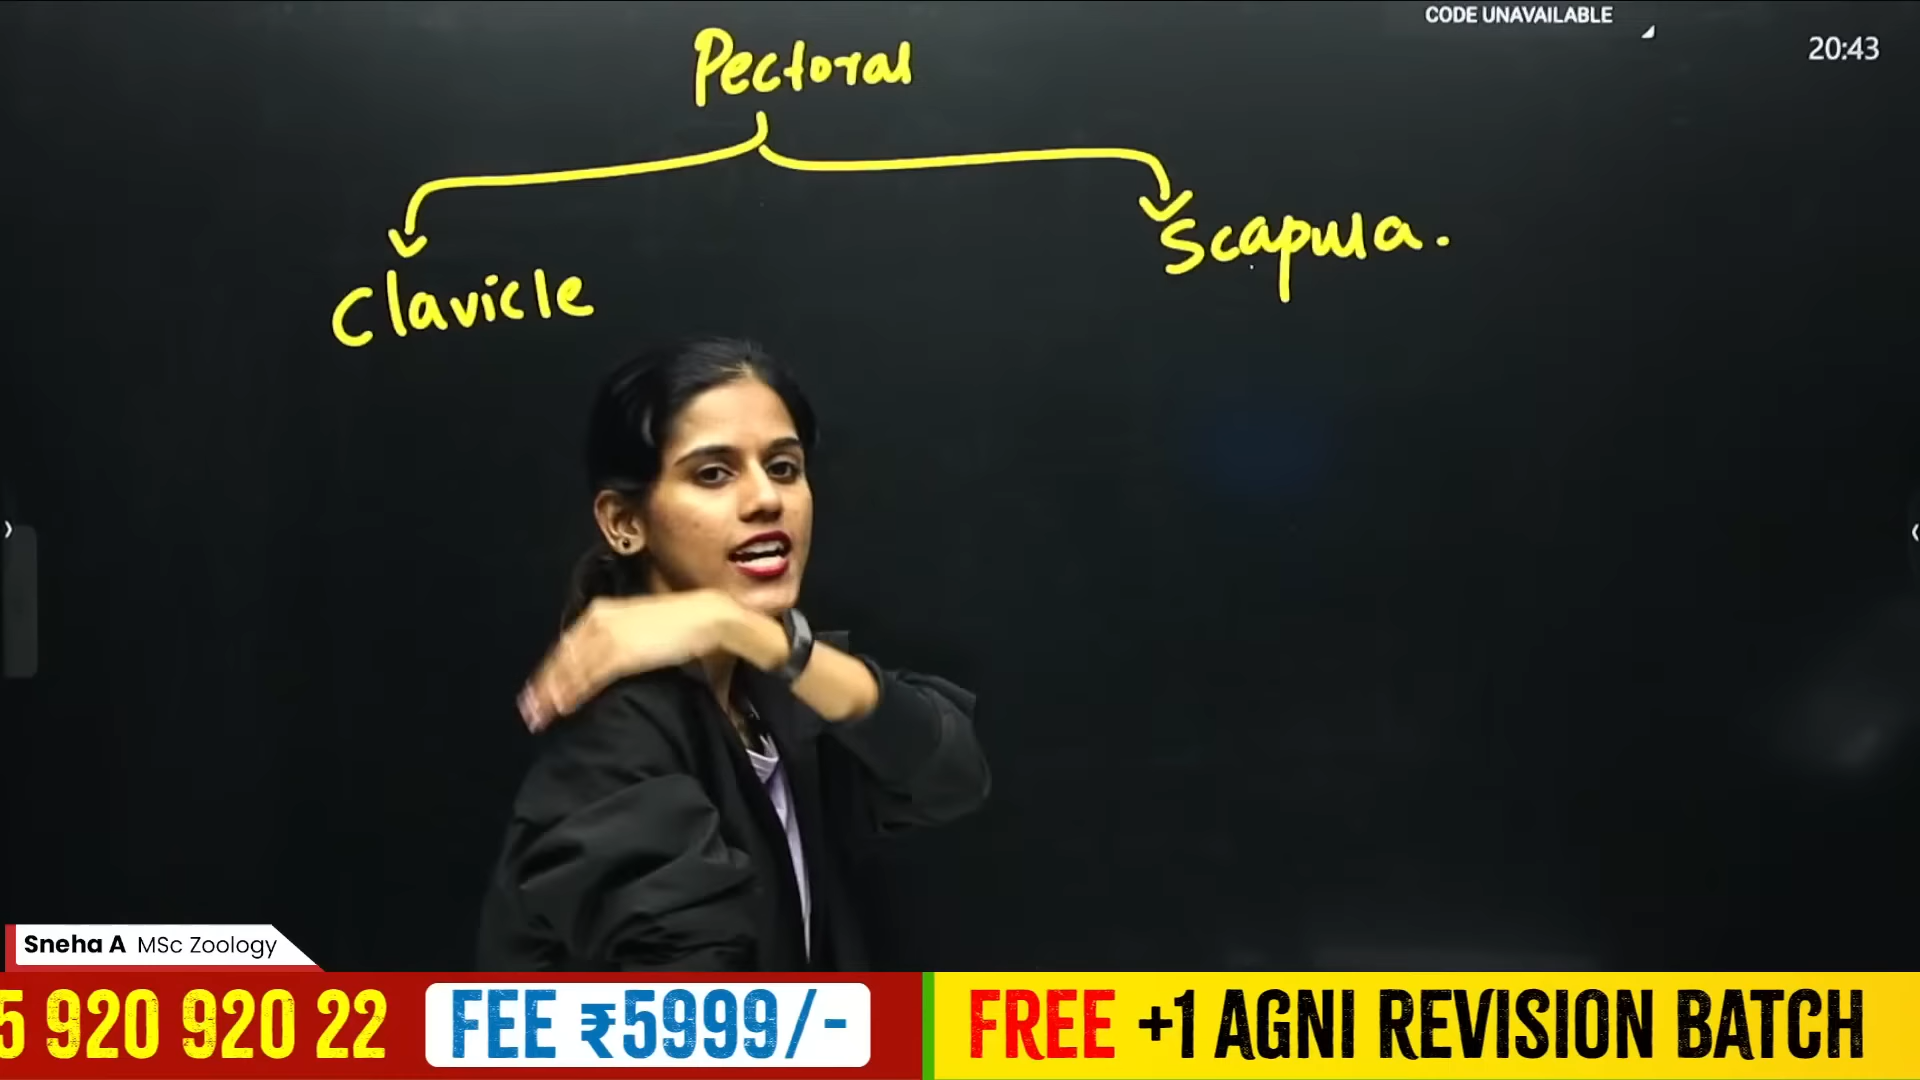 CODE UNAVAILABLE
20:43
Pectoral
Clavicle
Scapula.
Sneha A MSc Zoology
5 920 920 22
FEE ₹5999/-
FREE +1 AGNI REVISION BATCH